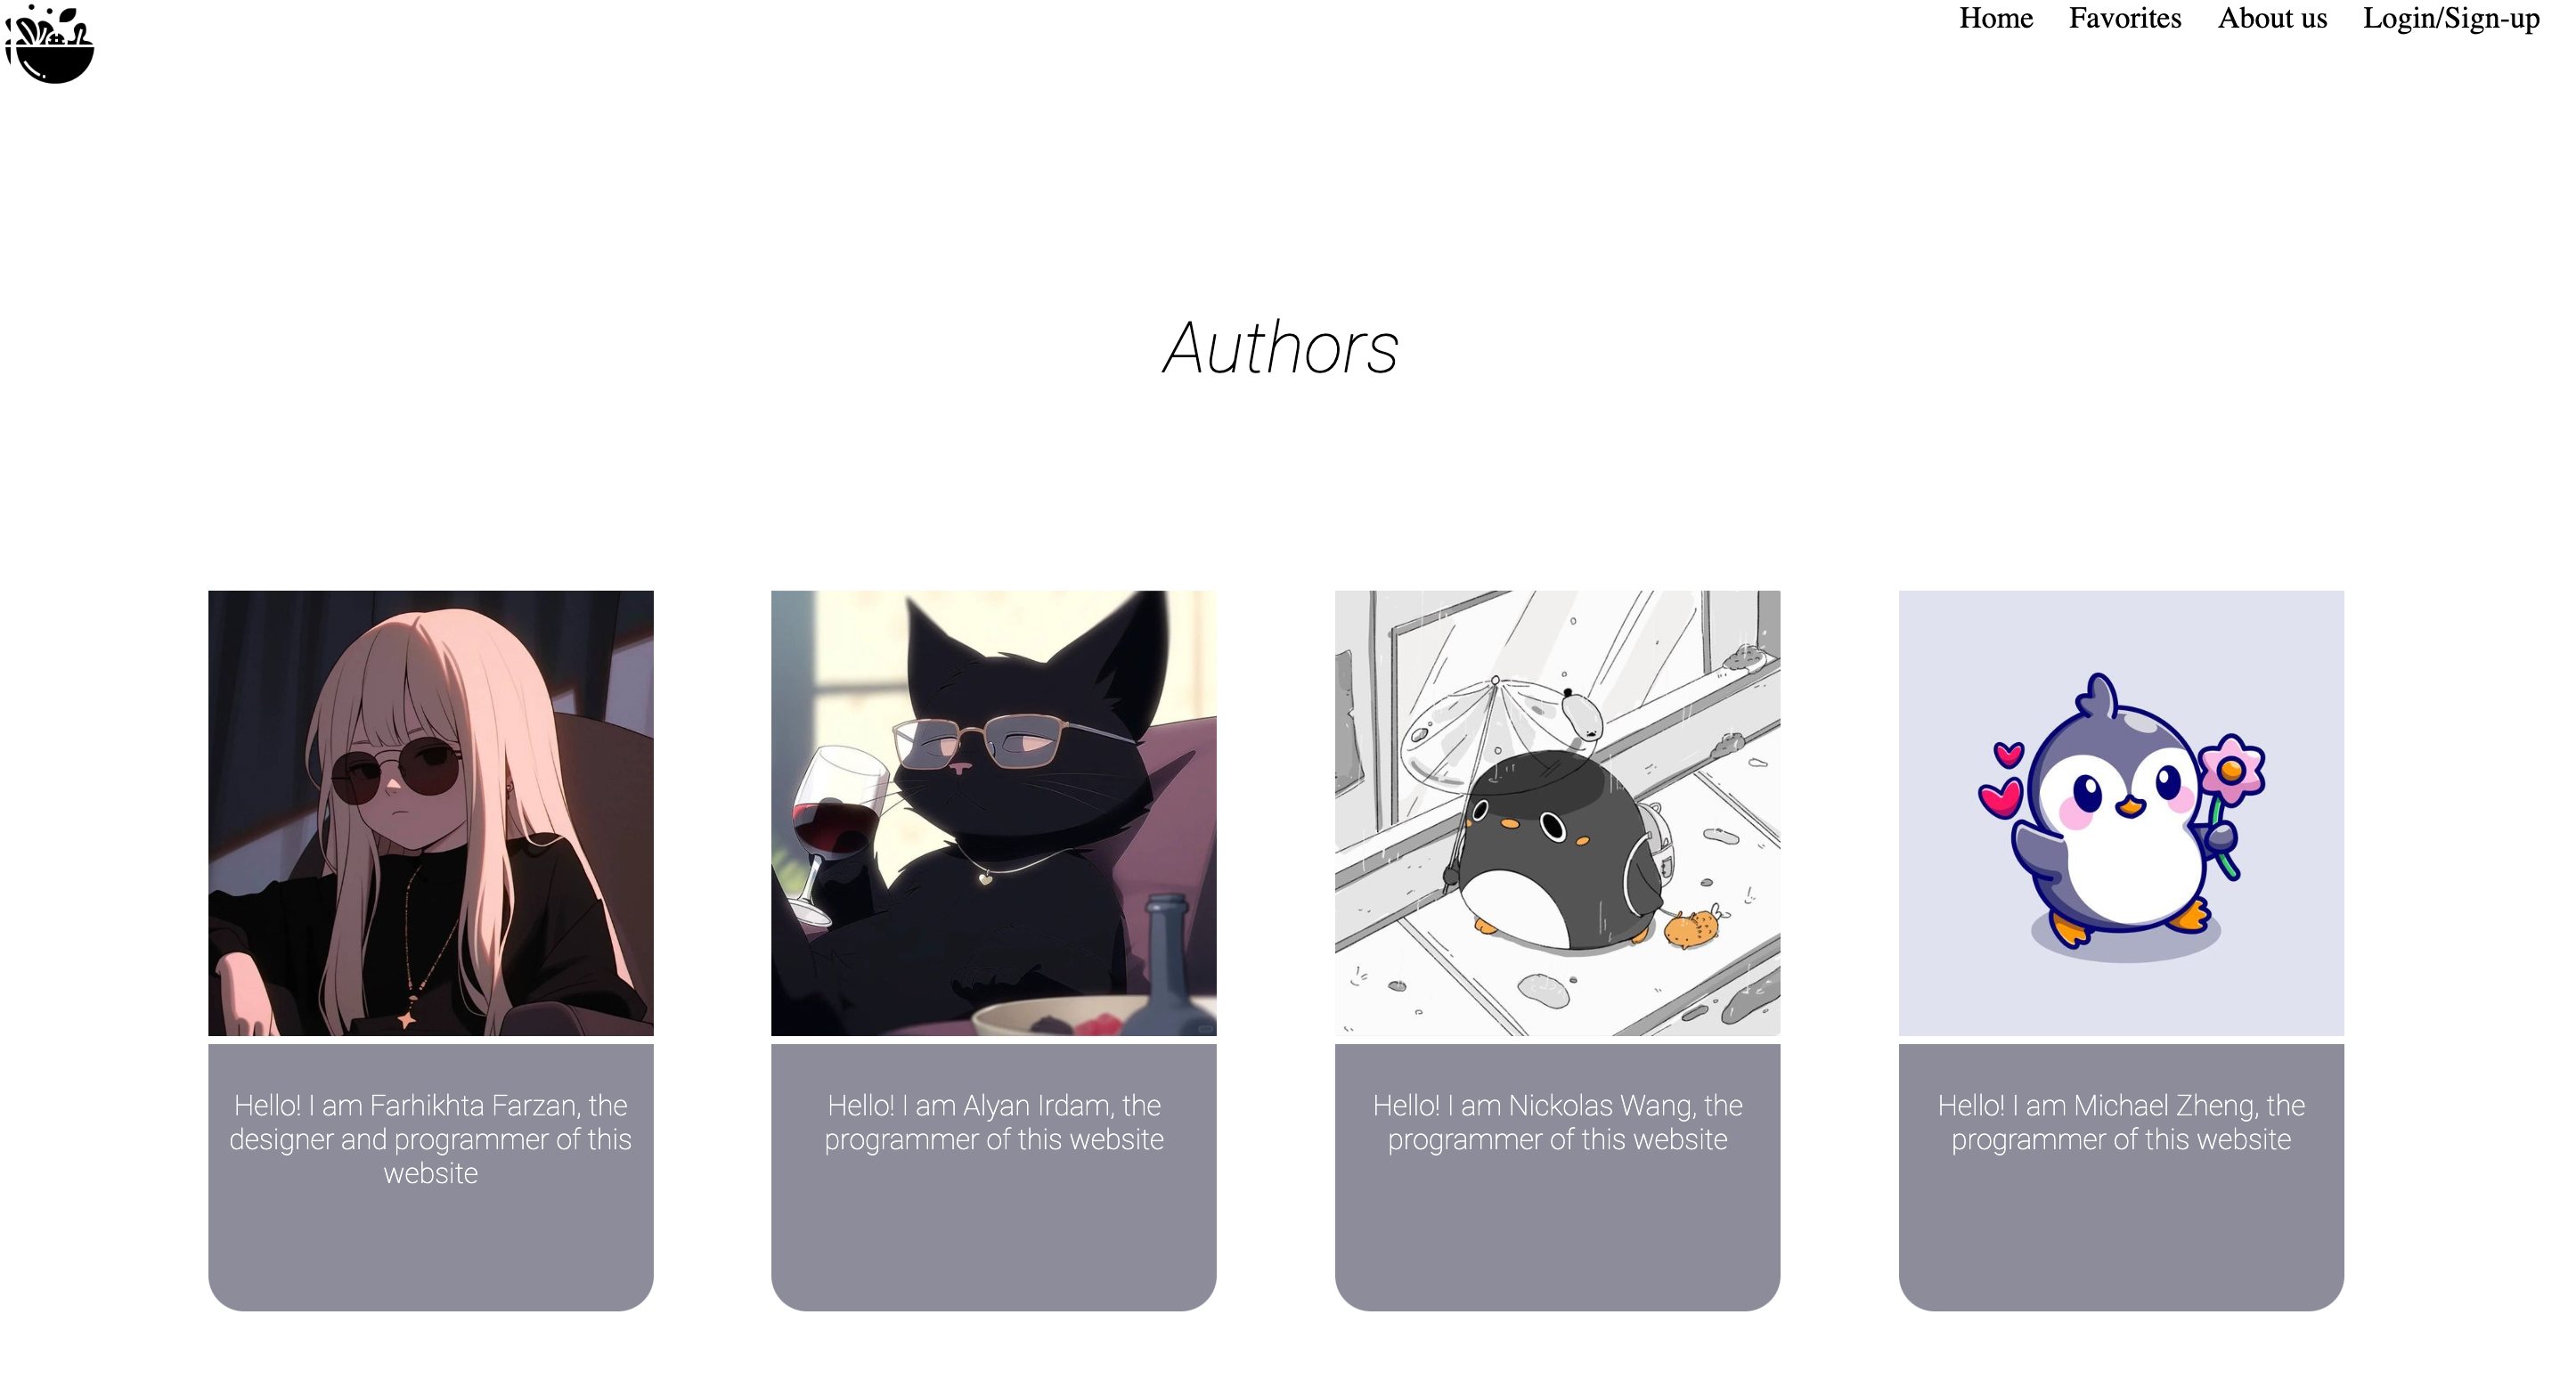 Home Favorites About us Login/Sign-up
Authors
Hello! I am Farhikhta Farzan, the
designer and programmer of this
website
Hello! I am Alyan Irdam, the
programmer of this website
Hello! I am Nickolas Wang, the
programmer of this website
Hello! I am Michael Zheng, the
programmer of this website